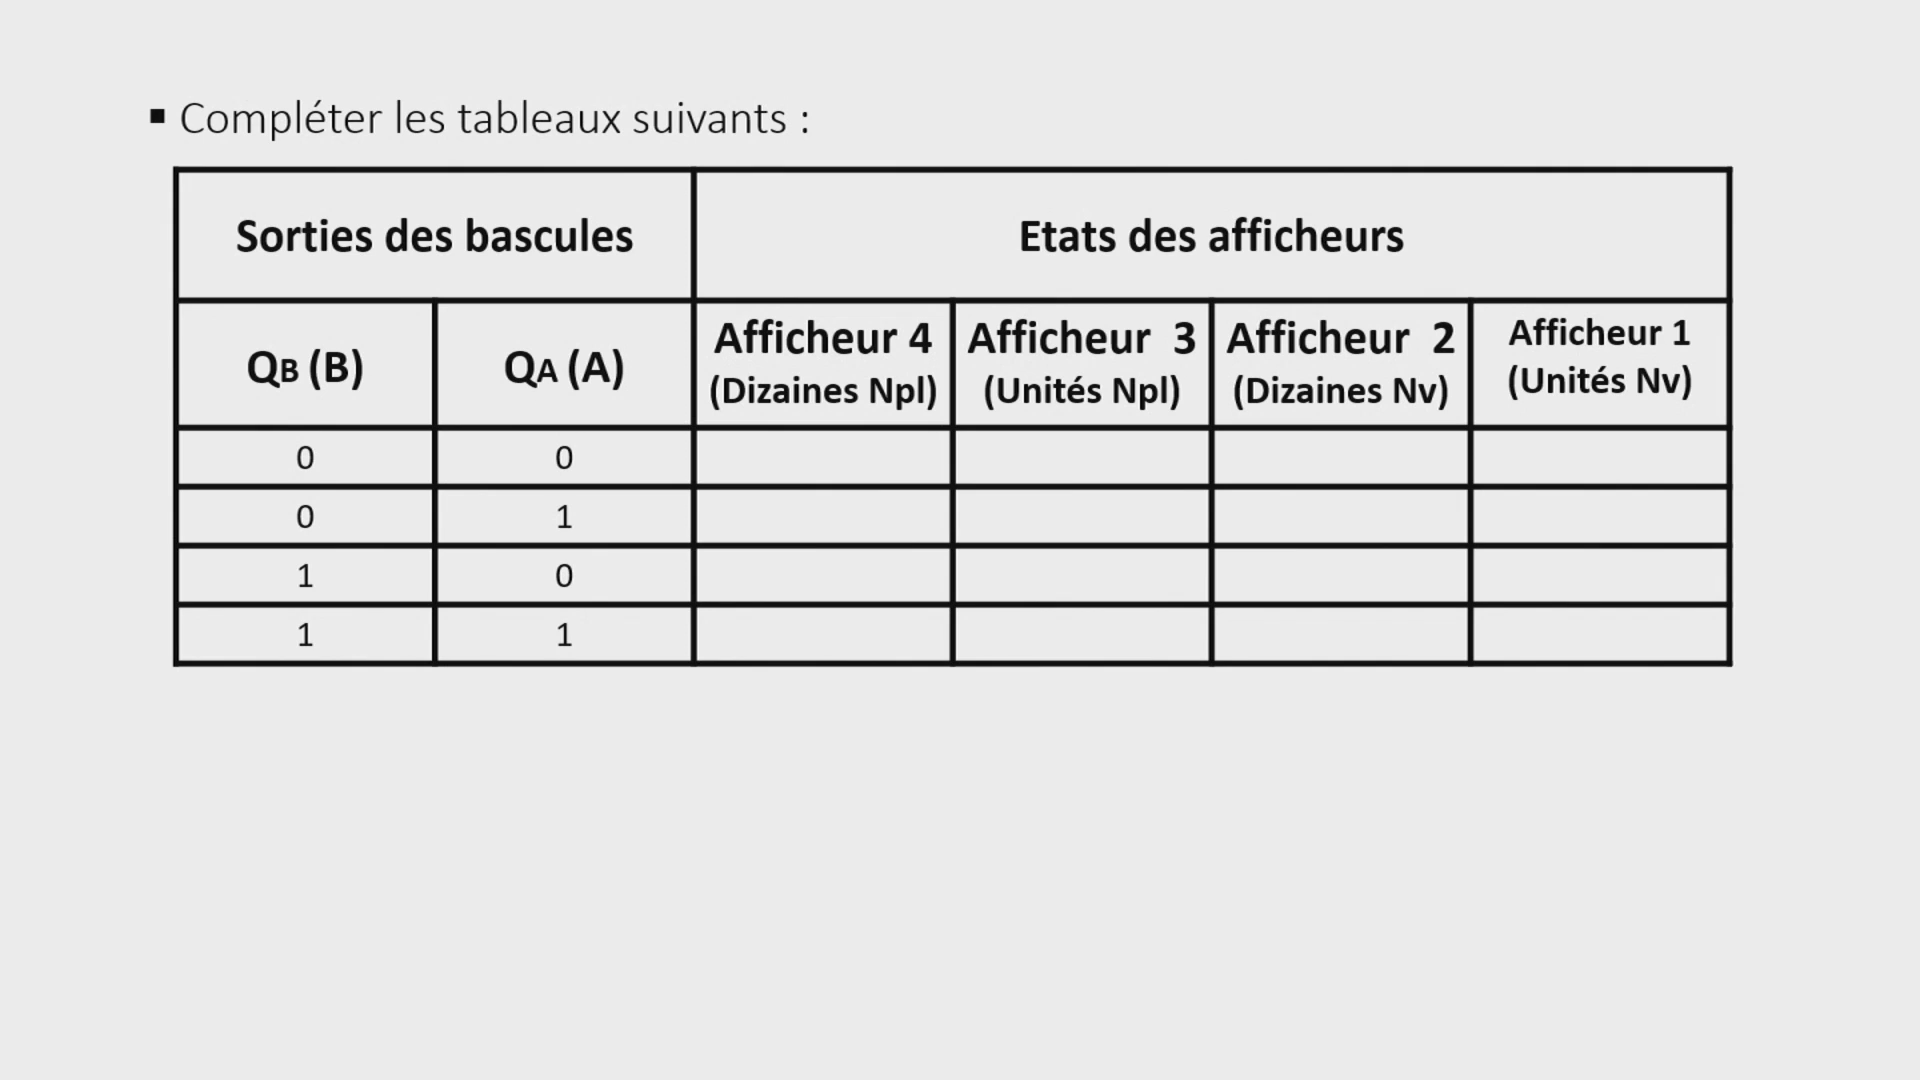 ▪ Compléter les tableaux suivants :
Sorties des bascules Etats des afficheurs
QB (B) QA (A) Afficheur 4 (Dizaines Npl) Afficheur 3 (Unités Npl) Afficheur 2 (Dizaines Nv) Afficheur 1 (Unités Nv)
0 0
0 1
1 0
1 1